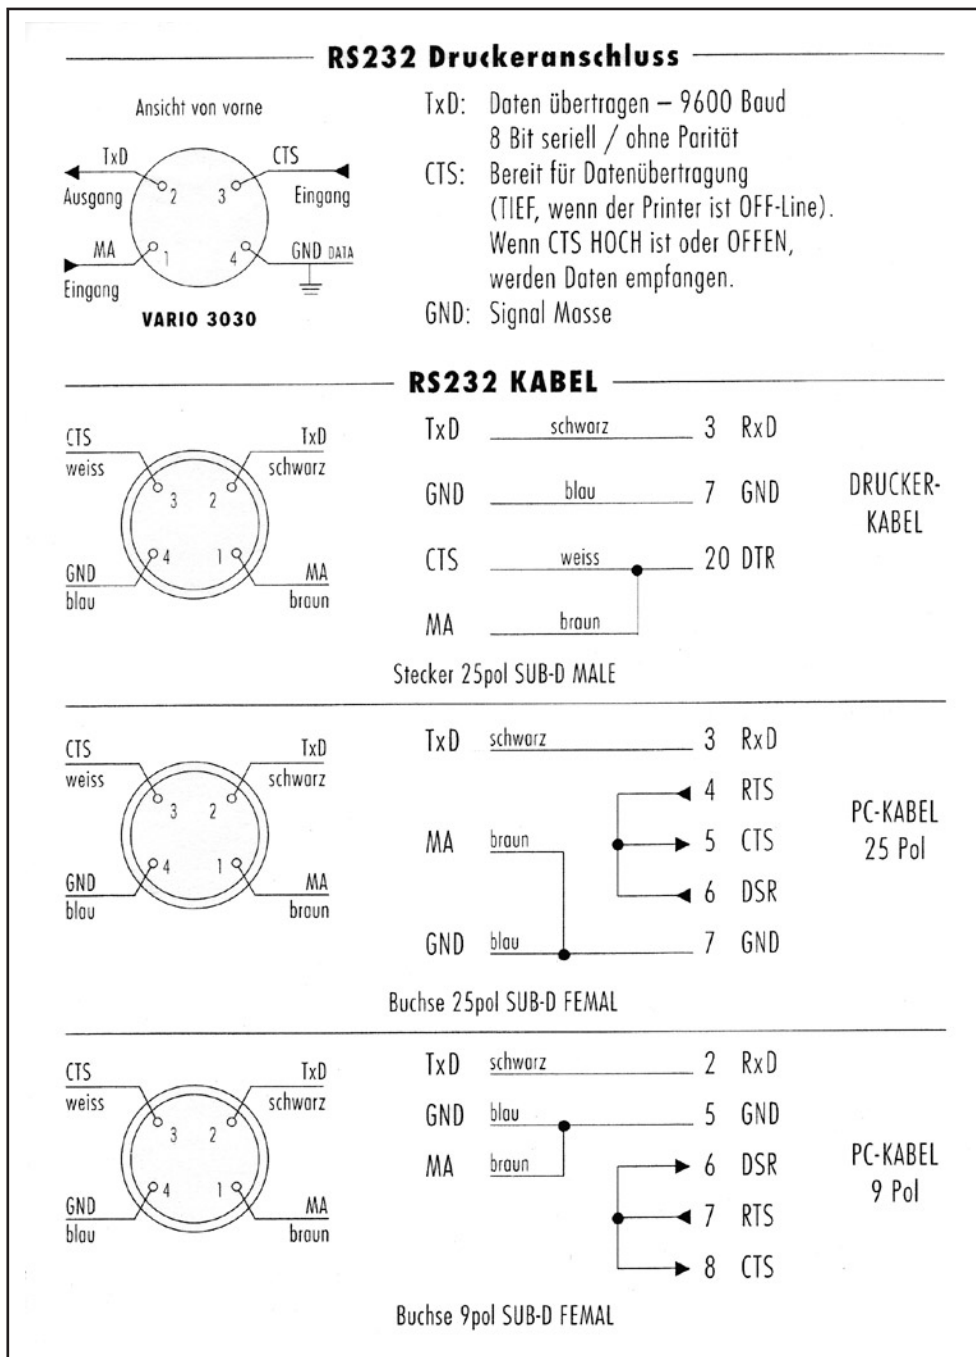 RS232 Druckeranschluss
Ansicht von vorne
TxD
CTS
Ausgang
2
3
Eingang
MA
1
4
GND DATA
Eingang
VARIO 3030
TxD: Daten übertragen – 9600 Baud
8 Bit seriell / ohne Parität
CTS: Bereit für Datenübertragung
(TIEF, wenn der Printer ist OFF-Line).
Wenn CTS HOCH ist oder OFFEN,
werden Daten empfangen.
GND: Signal Masse
RS232 KABEL
CTS
TxD
weiss
schwarz
3
2
4
1
GND
MA
blau
braun
TxD schwarz 3 RxD
GND blau 7 GND
CTS weiss 20 DTR
MA braun
DRUCKER-
KABEL
Stecker 25pol SUB-D MALE
CTS
TxD
weiss
schwarz
3
2
4
1
GND
MA
blau
braun
TxD schwarz 3 RxD
4 RTS
MA braun 5 CTS
6 DSR
GND blau 7 GND
PC-KABEL
25 Pol
Buchse 25pol SUB-D FEMAL
CTS
TxD
weiss
schwarz
3
2
4
1
GND
MA
blau
braun
TxD schwarz 2 RxD
GND blau 5 GND
MA braun 6 DSR
7 RTS
8 CTS
PC-KABEL
9 Pol
Buchse 9pol SUB-D FEMAL